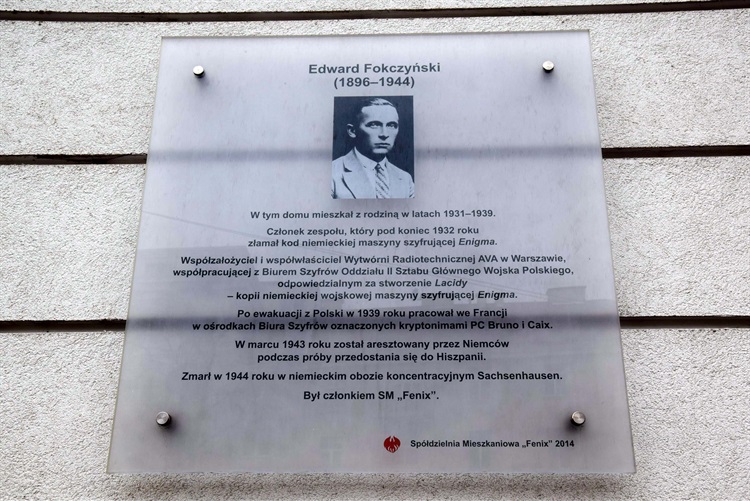 Edward Fokczyński
(1896–1944)
W tym domu mieszkał z rodziną w latach 1931–1939.
Członek zespołu, który pod koniec 1932 roku
złamał kod niemieckiej maszyny szyfrującej Enigma.
Współzałożyciel i współwłaściciel Wytwórni Radiotechnicznej AVA w Warszawie,
współpracującej z Biurem Szyfrów Oddziału II Sztabu Głównego Wojska Polskiego,
odpowiedzialnym za stworzenie Lacidy
– kopii niemieckiej wojskowej maszyny szyfrującej Enigma.
Po ewakuacji z Polski w 1939 roku pracował we Francji
w ośrodkach Biura Szyfrów oznaczonych kryptonimami PC Bruno i Caix.
W marcu 1943 roku został aresztowany przez Niemców
podczas próby przedostania się do Hiszpanii.
Zmarł w 1944 roku w niemieckim obozie koncentracyjnym Sachsenhausen.
Był członkiem SM „Fenix”.
Spółdzielnia Mieszkaniowa „Fenix” 2014